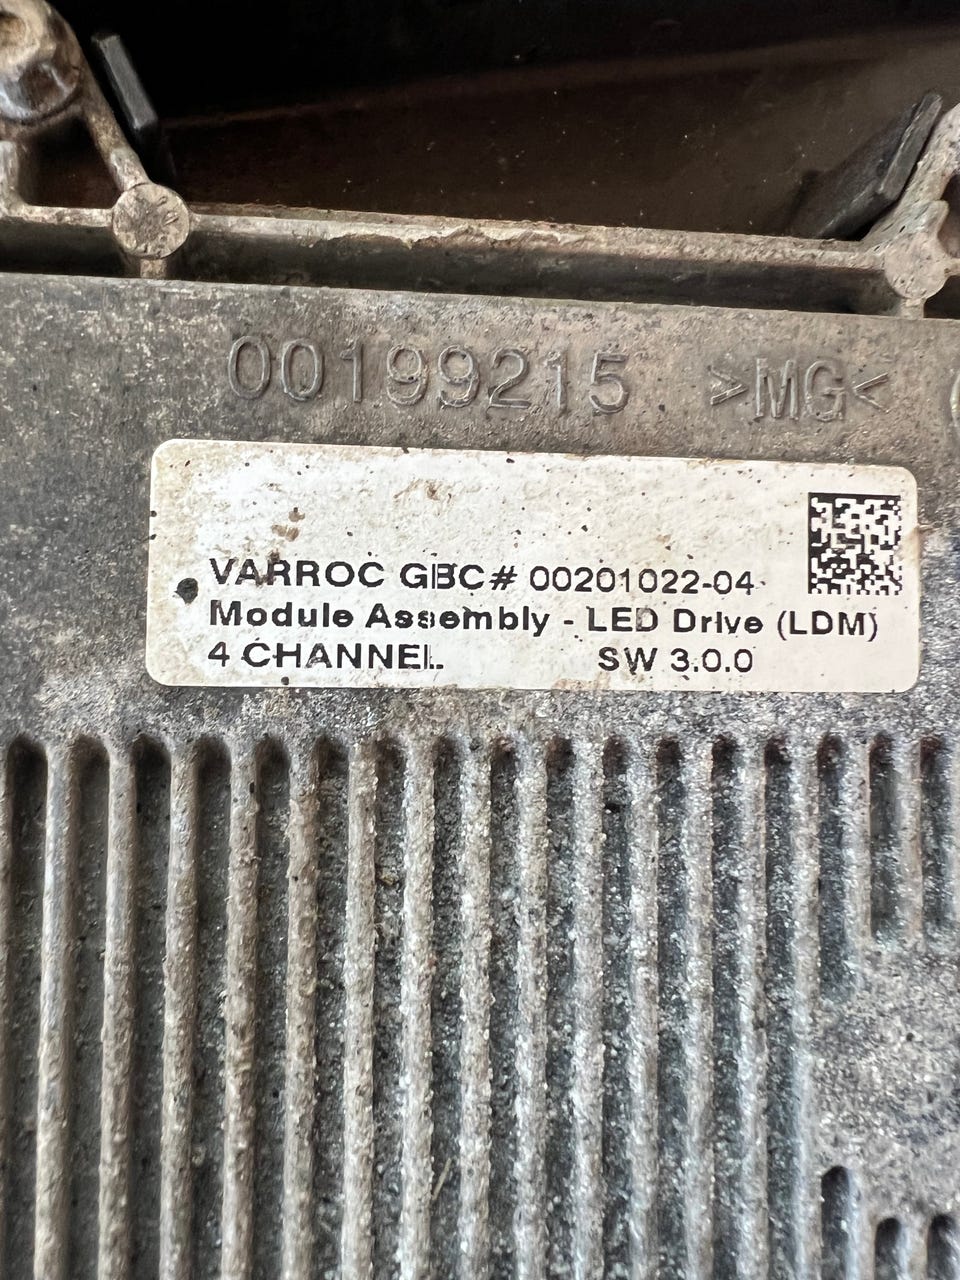 00199215 >MG<
VARROC GBC# 00201022-04
Module Assembly - LED Drive (LDM)
4 CHANNEL SW 3.0.0